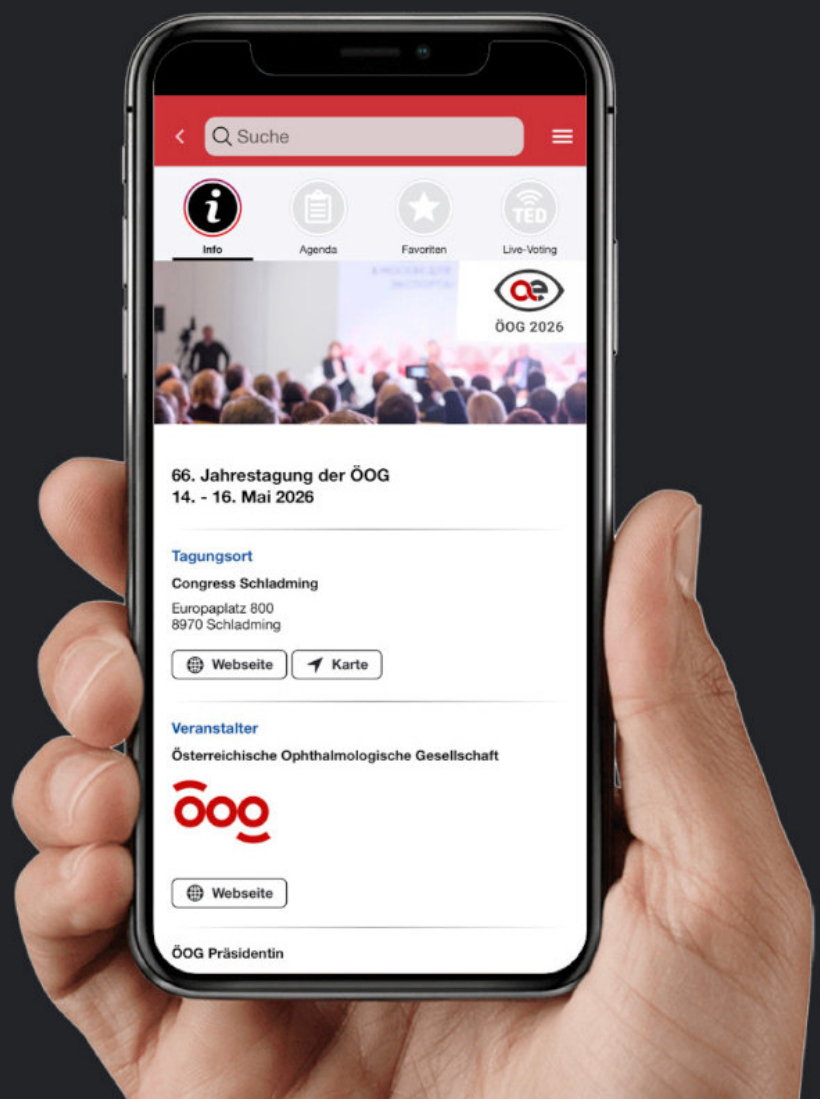 Suche
Info
Agenda
Favoriten
TED
Live-Voting
ÖOG 2026
66. Jahrestagung der ÖOG
14. - 16. Mai 2026
Tagungsort
Congress Schladming
Europaplatz 800
8970 Schladming
Webseite
Karte
Veranstalter
Österreichische Ophthalmologische Gesellschaft
öog
Webseite
ÖOG Präsidentin